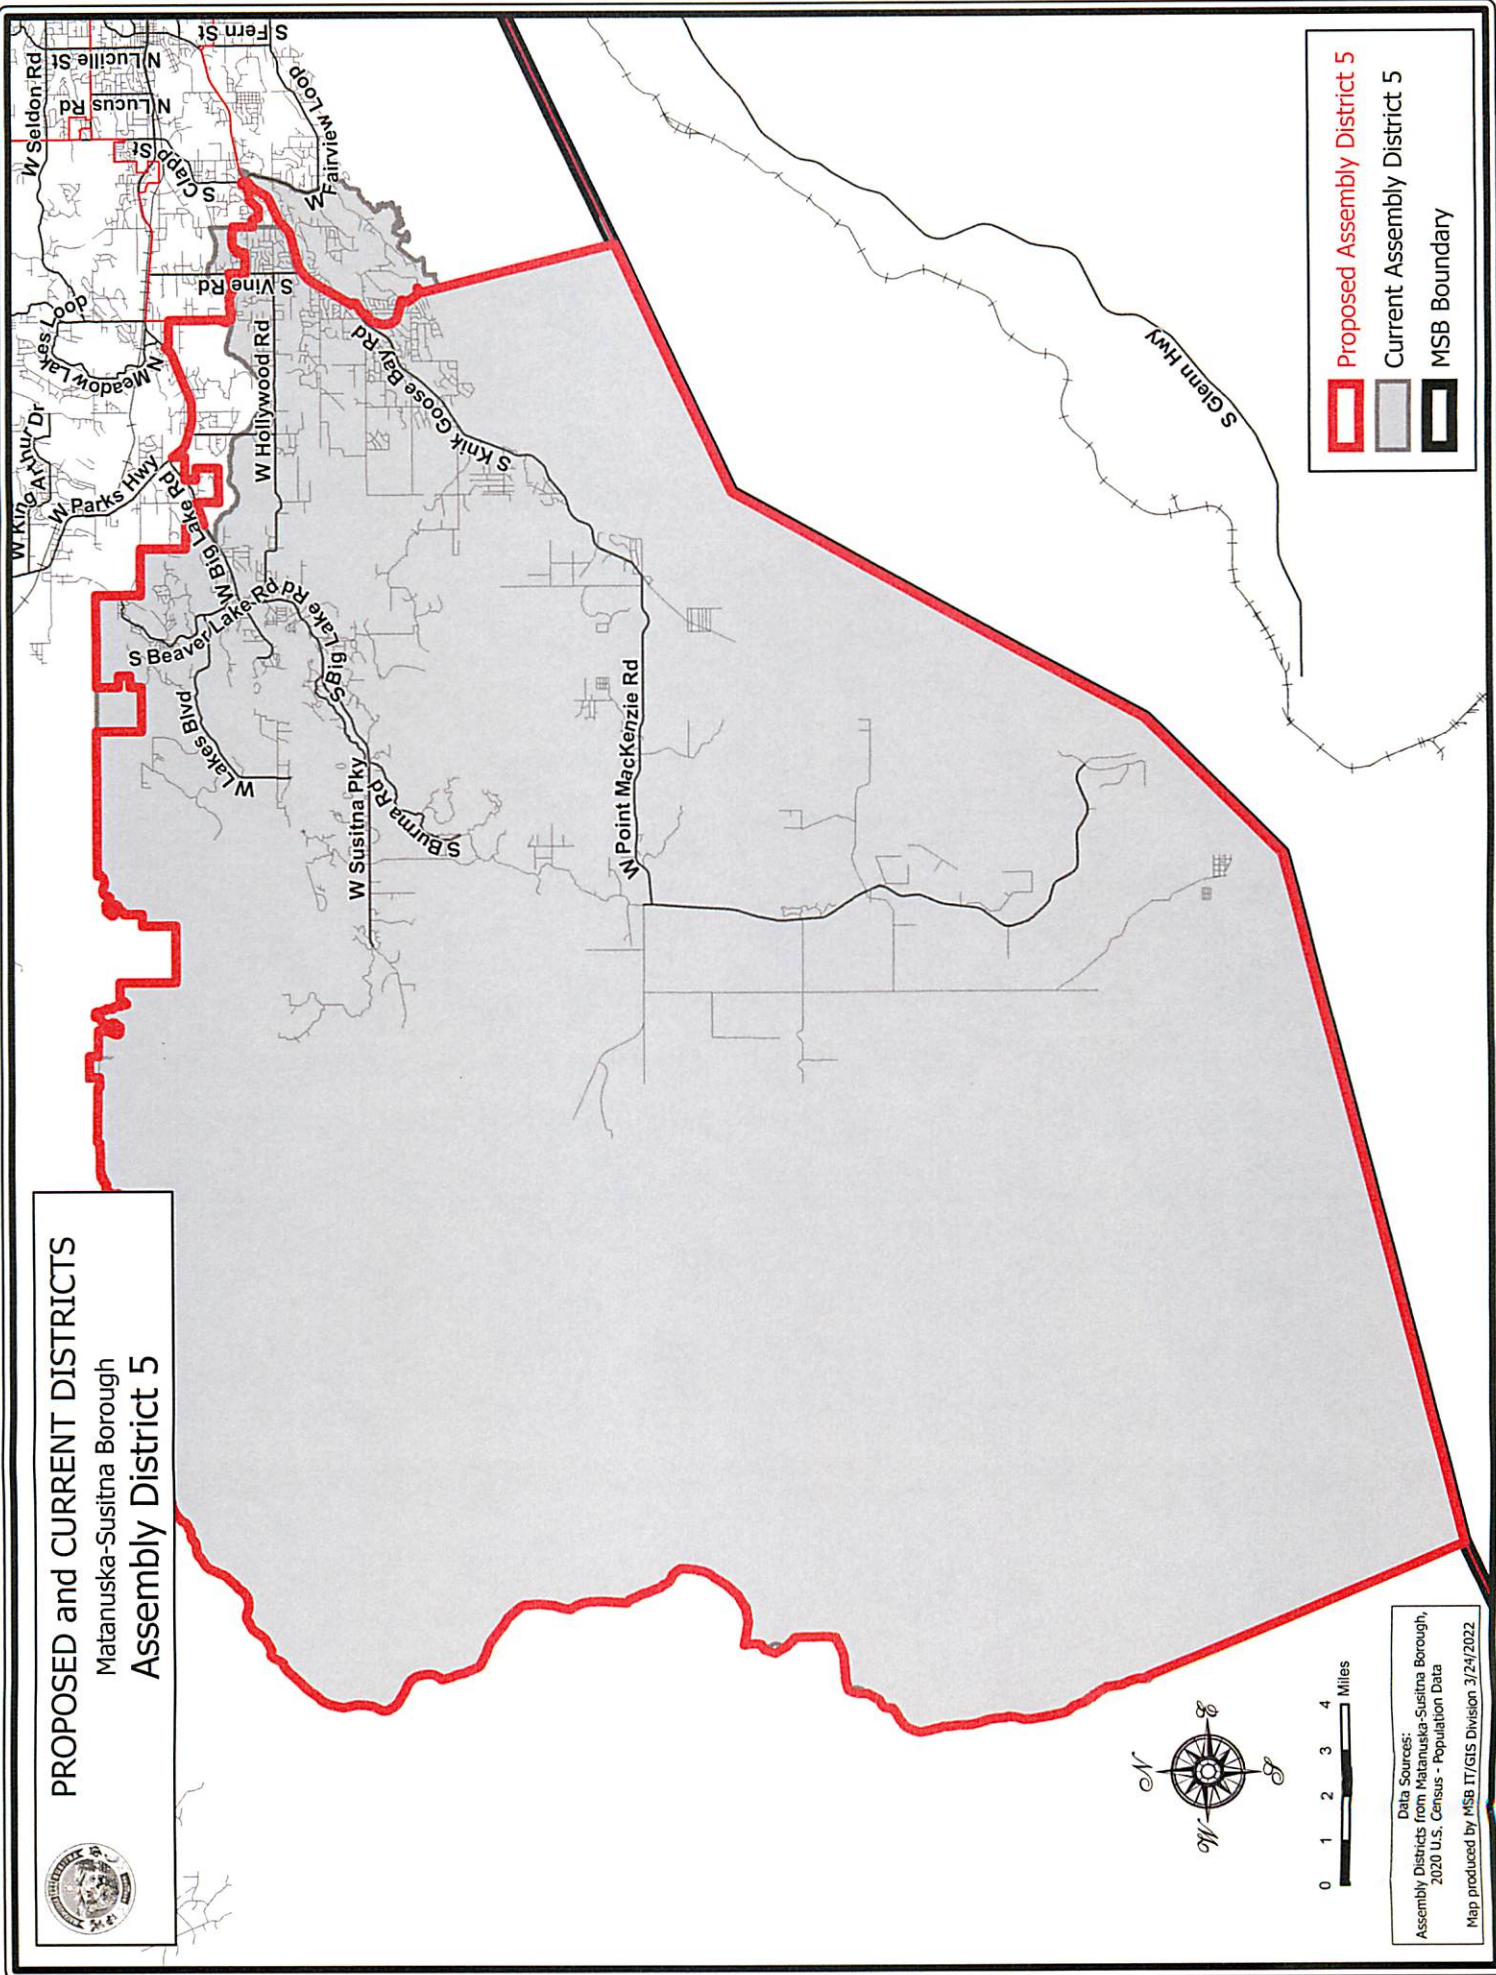 PROPOSED and CURRENT DISTRICTS
Matanuska-Susitna Borough
Assembly District 5
W King Arthur Dr
N Meadow Lakes Loop
W Seldon Rd
N Lucus Rd
N Lucille St
S Fern St
W Parks Hwy
S Clapp St
W Fairview Loop
S Vine Rd
W Hollywood Rd
W Big Lake Rd
S Beaver Lake Rd
S Big Lake Rd
W Lakes Blvd
W Susitna Pky
S Burma Rd
S Knik Goose Bay Rd
W Point MacKenzie Rd
S Glenn Hwy
N
W
E
S
0 1 2 3 4
Miles
Data Sources:
Assembly Districts from Matanuska-Susitna Borough,
2020 U.S. Census - Population Data
Map produced by MSB IT/GIS Division 3/24/2022
Proposed Assembly District 5
Current Assembly District 5
MSB Boundary